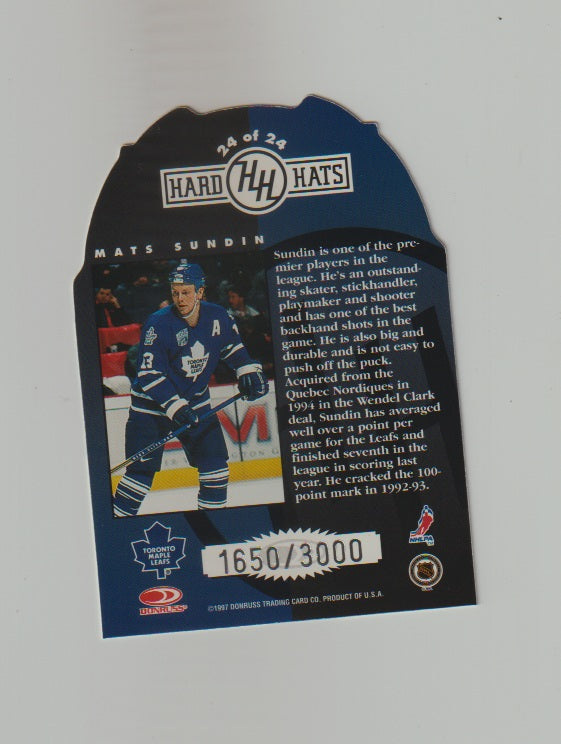 24 of 24
HARD HH HATS
MATS SUNDIN
Sundin is one of the pre-
mier players in the
league. He's an outstand-
ing skater, stickhandler,
playmaker and shooter
and has one of the best
backhand shots in the
game. He is also big and
durable and is not easy to
push off the puck.
Acquired from the
Quebec Nordiques in
1994 in the Wendel Clark
deal, Sundin has averaged
well over a point per
game for the Leafs and
finished seventh in the
league in scoring last
year. He cracked the 100-
point mark in 1992-93.
A
13
TORONTO
MAPLE
LEAFS
TORONTO
MAPLE
LEAFS
1650/3000
NHLPA
DONRUSS
©1997 DONRUSS TRADING CARD CO. PRODUCT OF U.S.A.